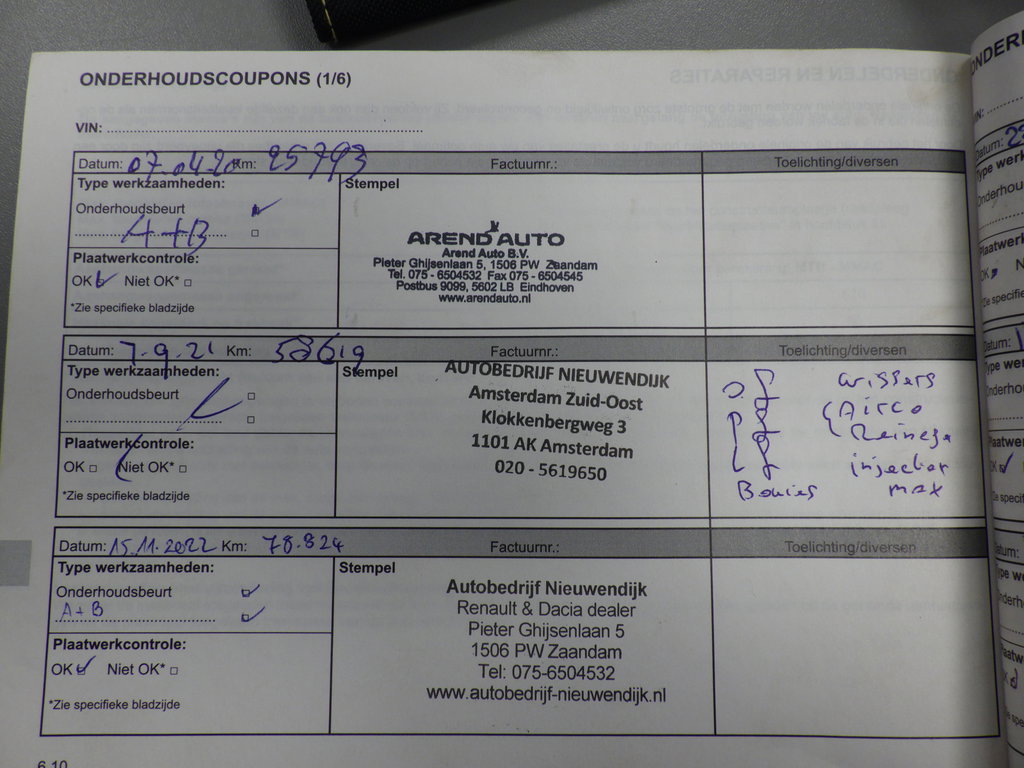 ONDERHOUDSCOUPONS (1/6)
VIN:
Datum: 07.04.20 Km: 25793 Factuurnr.: Toelichting/diversen
Type werkzaamheden: Stempel
Onderhoudsbeurt
A+B
Plaatwerkcontrole:
OK Niet OK*
*Zie specifieke bladzijde
AREND AUTO
Arend Auto B.V.
Pieter Ghijsenlaan 5, 1506 PW Zaandam
Tel. 075 - 6504532 Fax 075 - 6504545
Postbus 9099, 5602 LB Eindhoven
www.arendauto.nl
Datum: 7.9.21 Km: 58619 Factuurnr.: Toelichting/diversen
Type werkzaamheden: Stempel
Onderhoudsbeurt
Plaatwerkcontrole:
OK Niet OK*
*Zie specifieke bladzijde
AUTOBEDRIJF NIEUWENDIJK
Amsterdam Zuid-Oost
Klokkenbergweg 3
1101 AK Amsterdam
020 - 5619650
wissers
Airco
injector
Bouies max
Datum: 15.11.2022 Km: 78.824 Factuurnr.: Toelichting/diversen
Type werkzaamheden: Stempel
Onderhoudsbeurt
A+B
Plaatwerkcontrole:
OK Niet OK*
*Zie specifieke bladzijde
Autobedrijf Nieuwendijk
Renault & Dacia dealer
Pieter Ghijsenlaan 5
1506 PW Zaandam
Tel: 075-6504532
www.autobedrijf-nieuwendijk.nl
6.10